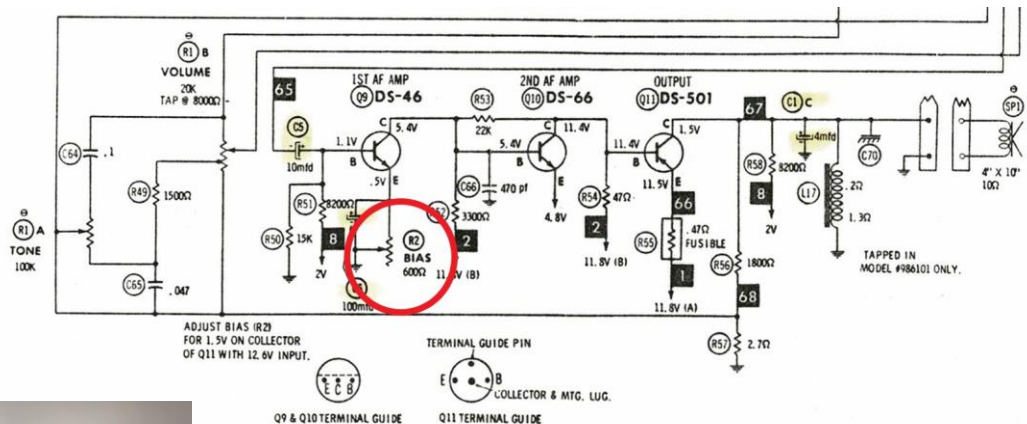 R1 B
VOLUME
20K
TAP @ 8000Ω
C64
.1
R49
1500Ω
R1 A
TONE
100K
C65
.047
65
C5
10mfd
1ST AF AMP
Q9 DS-46
C
5.4V
1.1V
B
.5V
E
R51
8200Ω
R50
15K
8
2V
R2
BIAS
600Ω
100mfd
R53
22K
3300Ω
2
C66
470 pf
2ND AF AMP
Q10 DS-66
C
11.4V
5.4V
B
E
4.8V
R54
47Ω
2
11.8V (B)
OUTPUT
Q11 DS-501
C
1.5V
11.4V
B
11.5V
E
66
R55
.47Ω
FUSIBLE
1
11.8V (A)
67
C1 C
R58
8200Ω
8
2V
R56
1800Ω
68
R57
2.7Ω
C70
L17
.2Ω
1.3Ω
SP1
4" X 10"
10Ω
TAPPED IN
MODEL #986101 ONLY.
ADJUST BIAS (R2)
FOR 1.5V ON COLLECTOR
OF Q11 WITH 12.6V INPUT.
E C B
Q9 & Q10 TERMINAL GUIDE
TERMINAL GUIDE PIN
E
B
COLLECTOR & MTG. LUG.
Q11 TERMINAL GUIDE